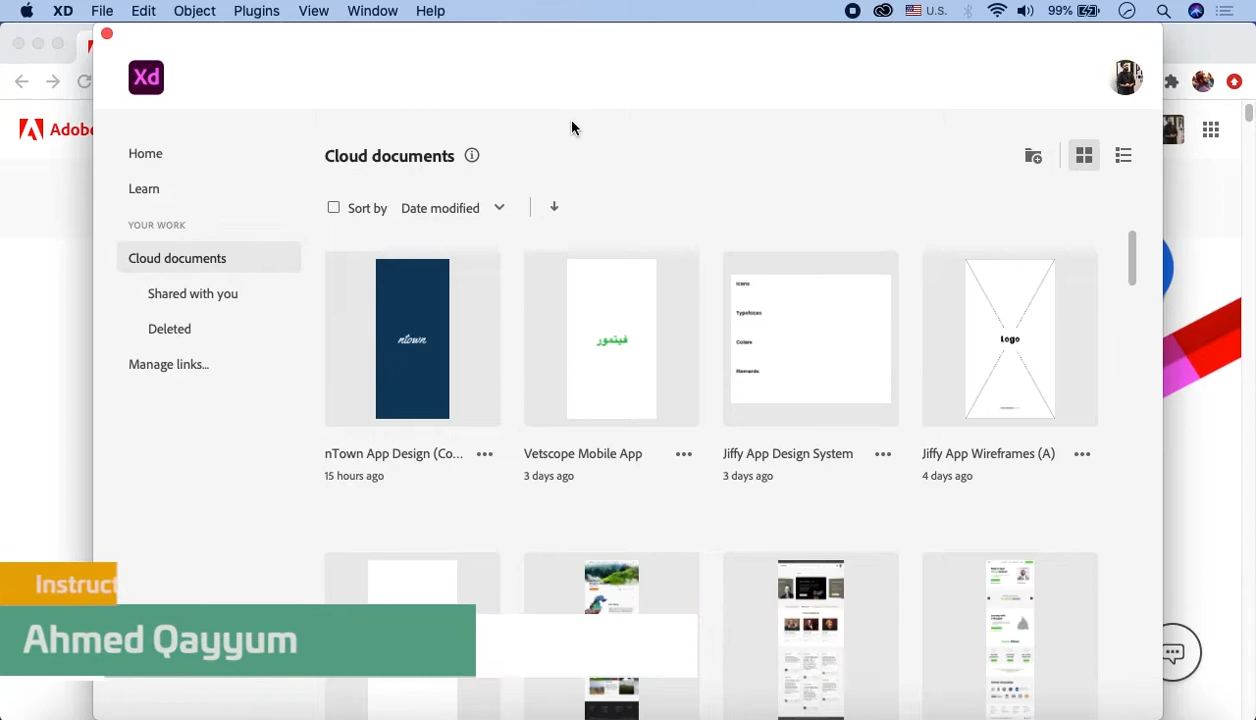 XD File Edit Object Plugins View Window Help U.S. 99%
Xd
Adobe
Home
Learn
YOUR WORK
Cloud documents
Shared with you
Deleted
Manage links...
Cloud documents
Sort by Date modified
ntown
فيتمور
Icons
Typefaces
Colors
Elements
Logo
nTown App Design (Co...
15 hours ago
Vetscope Mobile App
3 days ago
Jiffy App Design System
3 days ago
Jiffy App Wireframes (A)
4 days ago
Instruct
Ahmed Qayyum